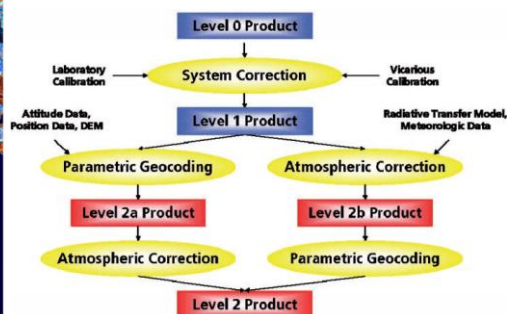 Level 0 Product
Laboratory
Calibration
System Correction
Vicarious
Calibration
Attitude Data,
Position Data, DEM
Level 1 Product
Radiative Transfer Model,
Meteorologic Data
Parametric Geocoding
Atmospheric Correction
Level 2a Product
Level 2b Product
Atmospheric Correction
Parametric Geocoding
Level 2 Product